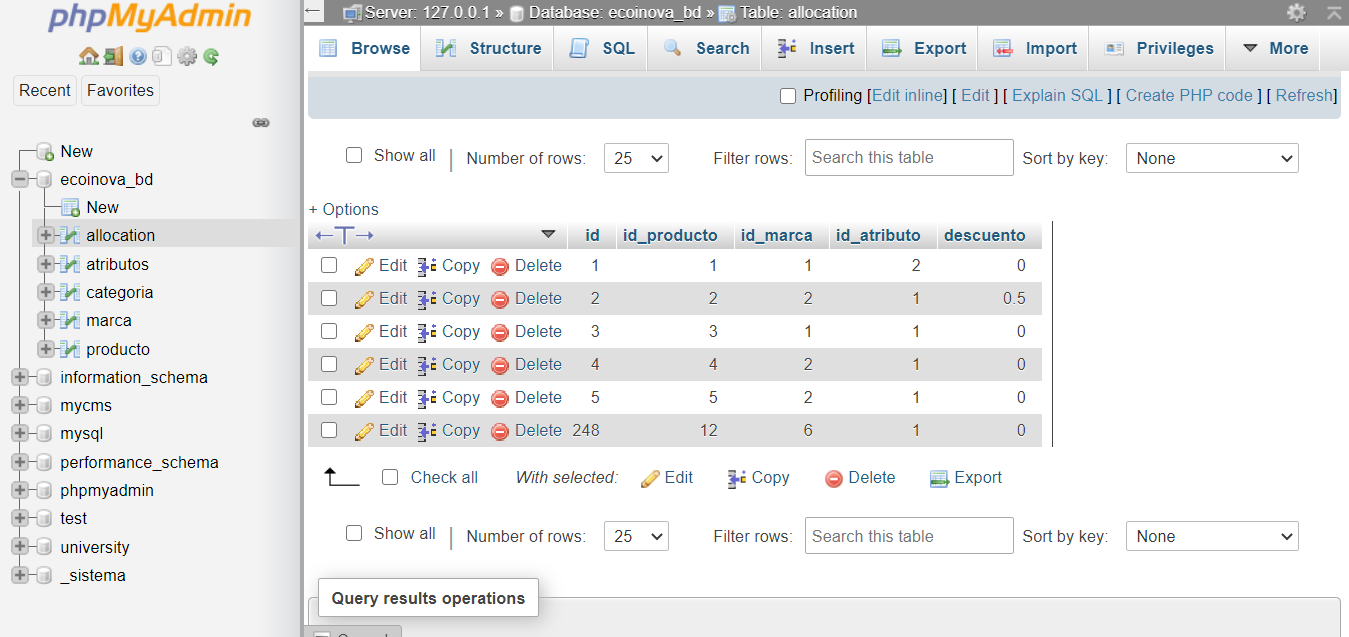 phpMyAdmin
Recent Favorites
New
ecoinova_bd
New
allocation
atributos
categoria
marca
producto
information_schema
mycms
mysql
performance_schema
phpmyadmin
test
university
_sistema
Server: 127.0.0.1 » Database: ecoinova_bd » Table: allocation
Browse Structure SQL Search Insert Export Import Privileges More
Profiling [Edit inline] [ Edit ] [ Explain SQL ] [ Create PHP code ] [ Refresh]
Show all | Number of rows: 25 Filter rows: Search this table Sort by key: None
+ Options
←T→ id id_producto id_marca id_atributo descuento
Edit Copy Delete 1 1 1 2 0
Edit Copy Delete 2 2 2 1 0.5
Edit Copy Delete 3 3 1 1 0
Edit Copy Delete 4 4 2 1 0
Edit Copy Delete 5 5 2 1 0
Edit Copy Delete 248 12 6 1 0
Check all With selected: Edit Copy Delete Export
Show all | Number of rows: 25 Filter rows: Search this table Sort by key: None
Query results operations